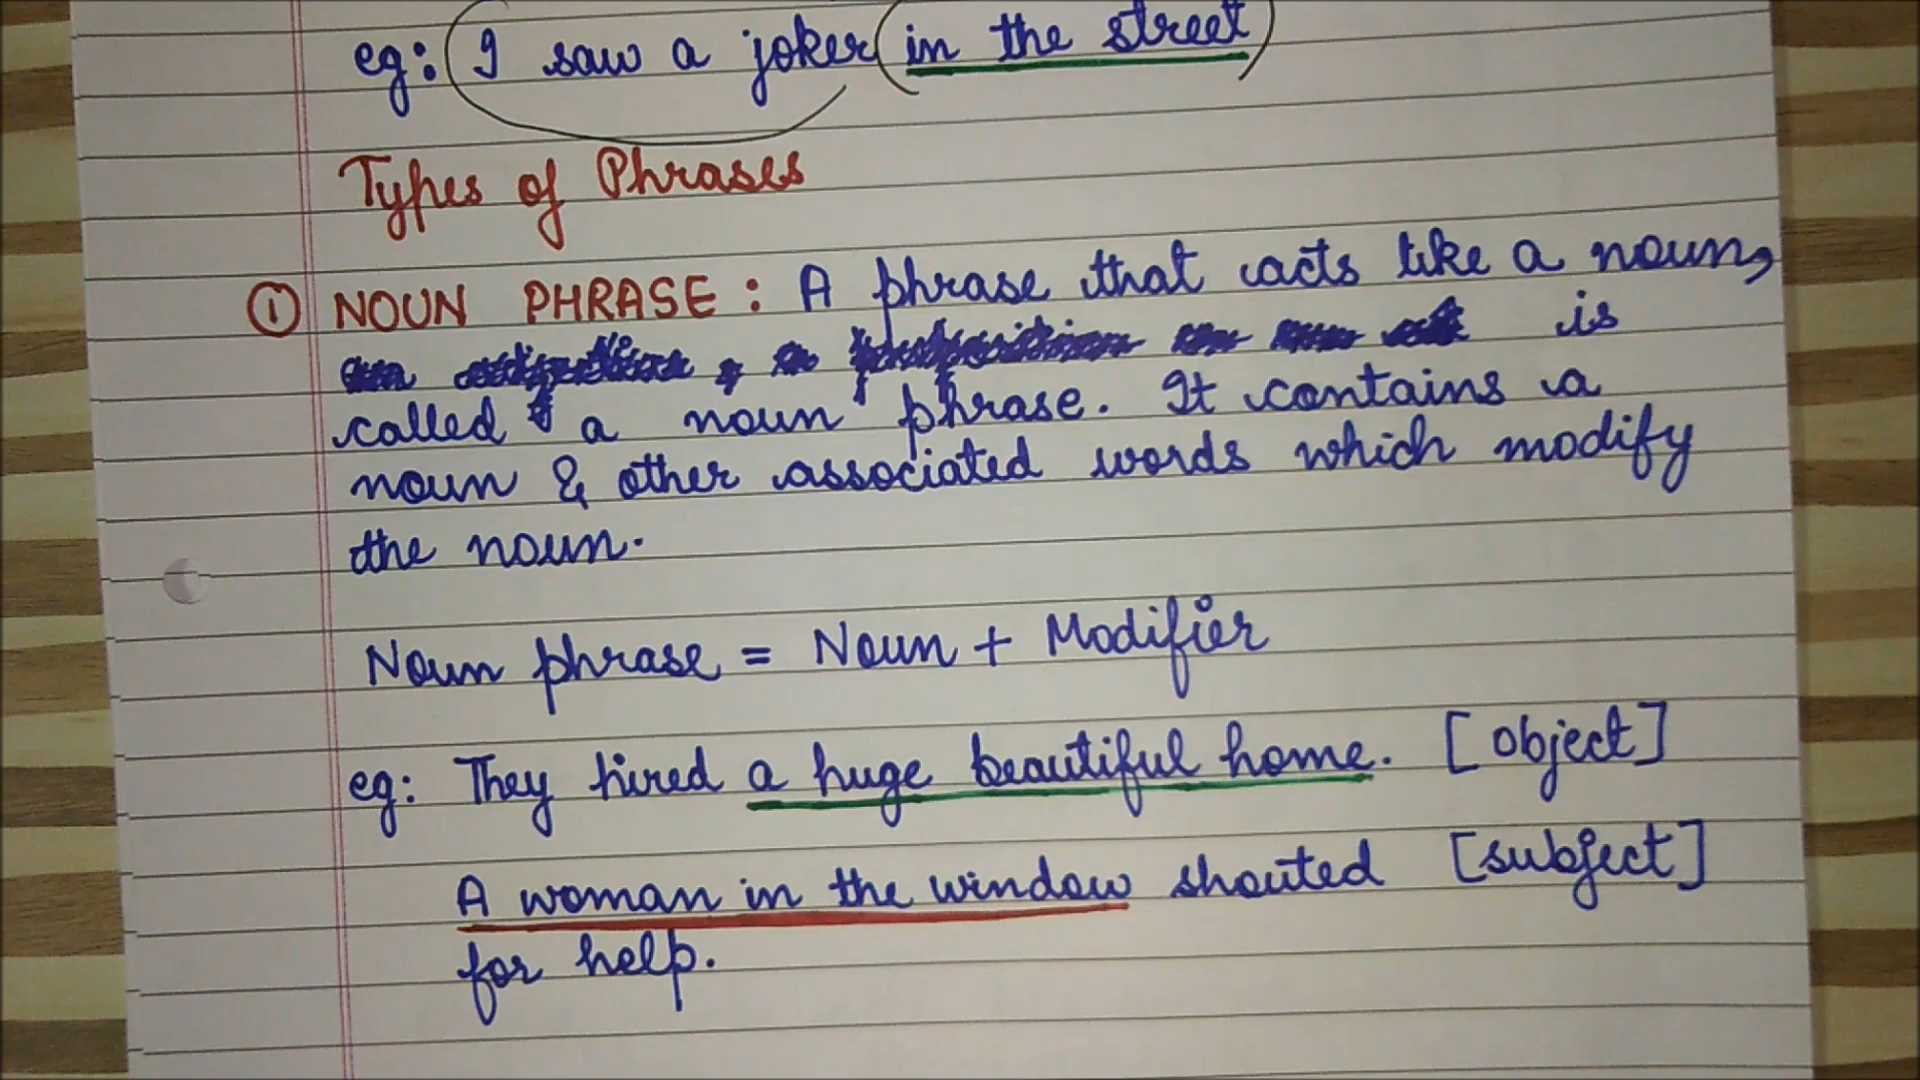 eg: I saw a joker in the street
Types of Phrases
① NOUN PHRASE : A phrase that acts like a noun,
is
called a noun phrase. It contains a
noun & other associated words which modify
the noun.
Noun phrase = Noun + Modifier
eg: They hired a huge beautiful home. [object]
A woman in the window shouted [subject]
for help.